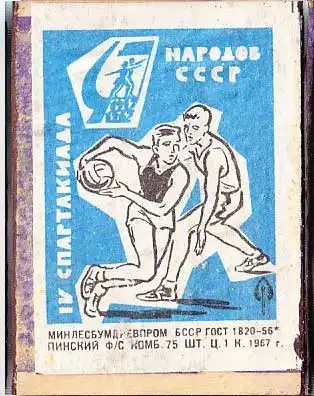 НАРОДОВ
СССР
IV СПАРТАКИАДА
МИНЛЕСБУМДРЕВПРОМ БССР ГОСТ 1820-56*
ПИНСКИЙ Ф/С КОМБ. 75 ШТ. Ц. 1 К. 1967 г.